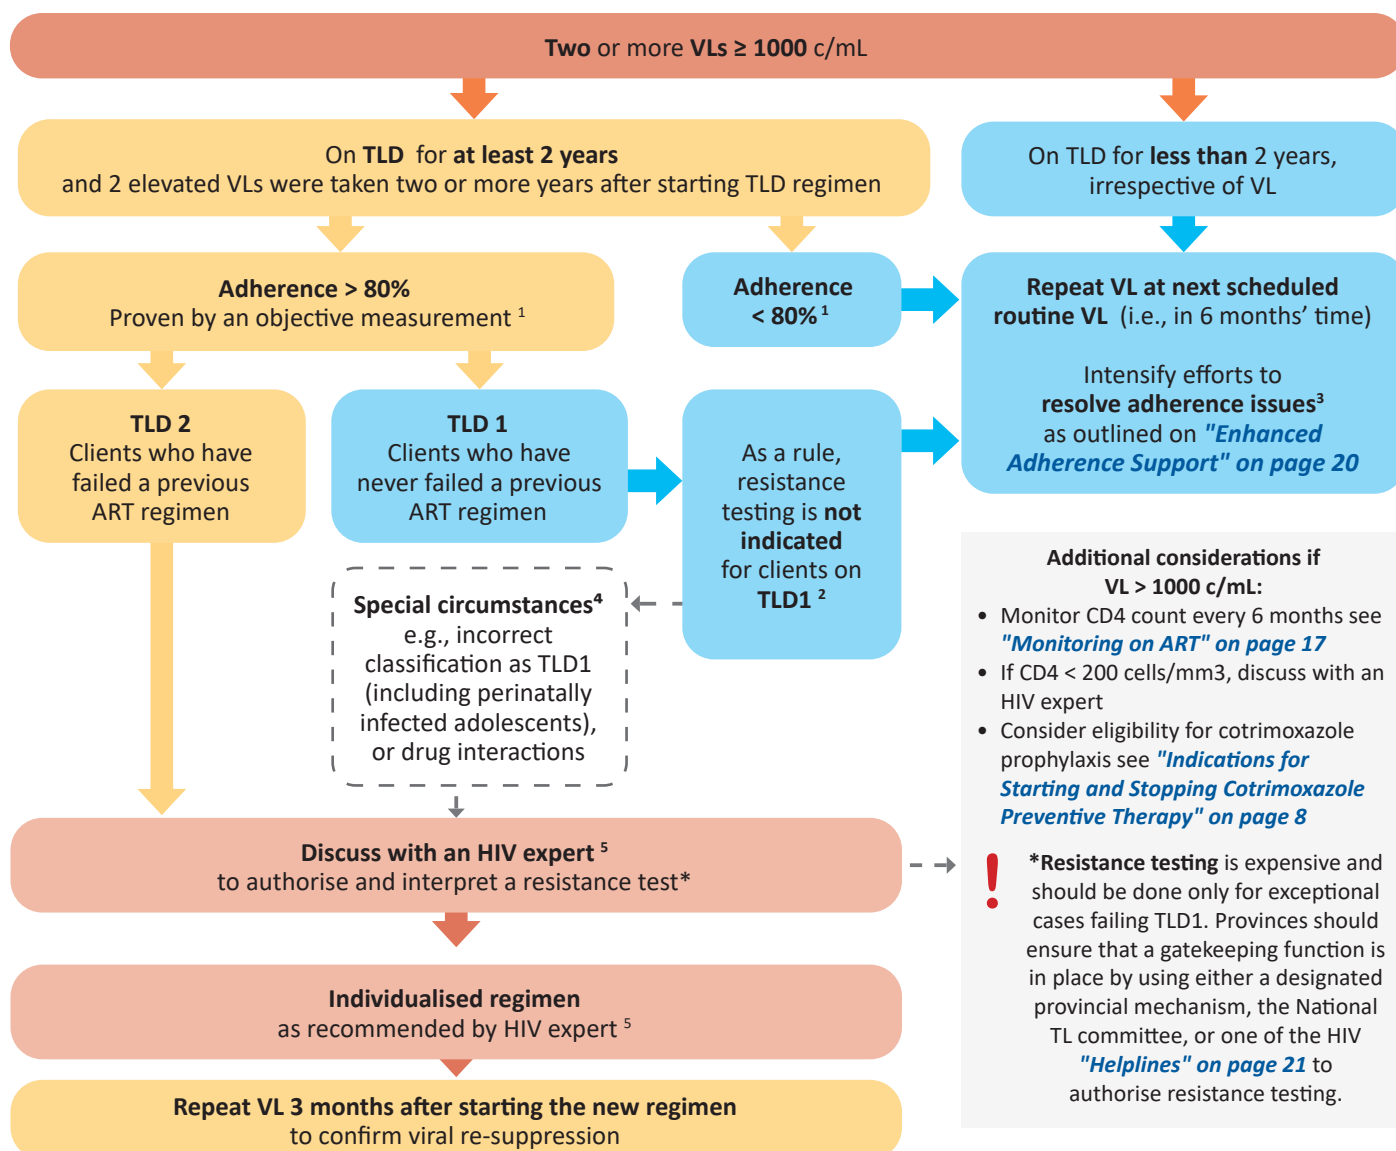 Two or more VLs ≥ 1000 c/mL
On TLD for at least 2 years
and 2 elevated VLs were taken two or more years after starting TLD regimen
On TLD for less than 2 years,
irrespective of VL
Adherence > 80%
Proven by an objective measurement 1
Adherence
< 80% 1
Repeat VL at next scheduled
routine VL (i.e., in 6 months' time)
Intensify efforts to
resolve adherence issues3
as outlined on "Enhanced
Adherence Support" on page 20
TLD 2
Clients who have
failed a previous
ART regimen
TLD 1
Clients who have
never failed a previous
ART regimen
As a rule,
resistance
testing is not
indicated
for clients on
TLD1 2
Special circumstances4
e.g., incorrect
classification as TLD1
(including perinatally
infected adolescents),
or drug interactions
Discuss with an HIV expert 5
to authorise and interpret a resistance test*
Individualised regimen
as recommended by HIV expert 5
Repeat VL 3 months after starting the new regimen
to confirm viral re-suppression
Additional considerations if
VL > 1000 c/mL:
• Monitor CD4 count every 6 months see
"Monitoring on ART" on page 17
• If CD4 < 200 cells/mm3, discuss with an
HIV expert
• Consider eligibility for cotrimoxazole
prophylaxis see "Indications for
Starting and Stopping Cotrimoxazole
Preventive Therapy" on page 8
! *Resistance testing is expensive and
should be done only for exceptional
cases failing TLD1. Provinces should
ensure that a gatekeeping function is
in place by using either a designated
provincial mechanism, the National
TL committee, or one of the HIV
"Helplines" on page 21 to
authorise resistance testing.